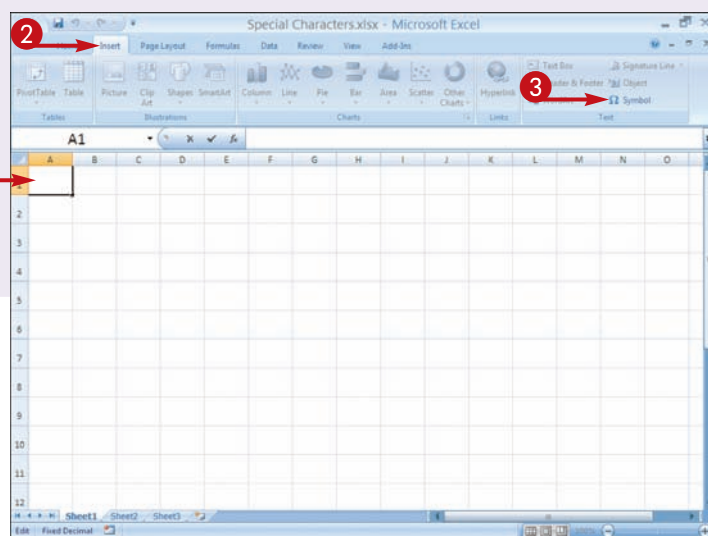 Special Characters.xlsx - Microsoft Excel
2
Insert Page Layout Formulas Data Review View Add-Ins
PivotTable Table Picture Clip Art Shapes SmartArt Column Line Pie Bar Area Scatter Other Charts Hyperlink
Text Box Signature Line
& Footer Object
3
Symbol
Tables Illustrations Charts Links Text
A1 fx
A B C D E F G H I J K L M N O
1
2
3
4
5
6
7
8
9
10
11
12
Sheet1 Sheet2 Sheet3
Edit Fixed Decimal 100%